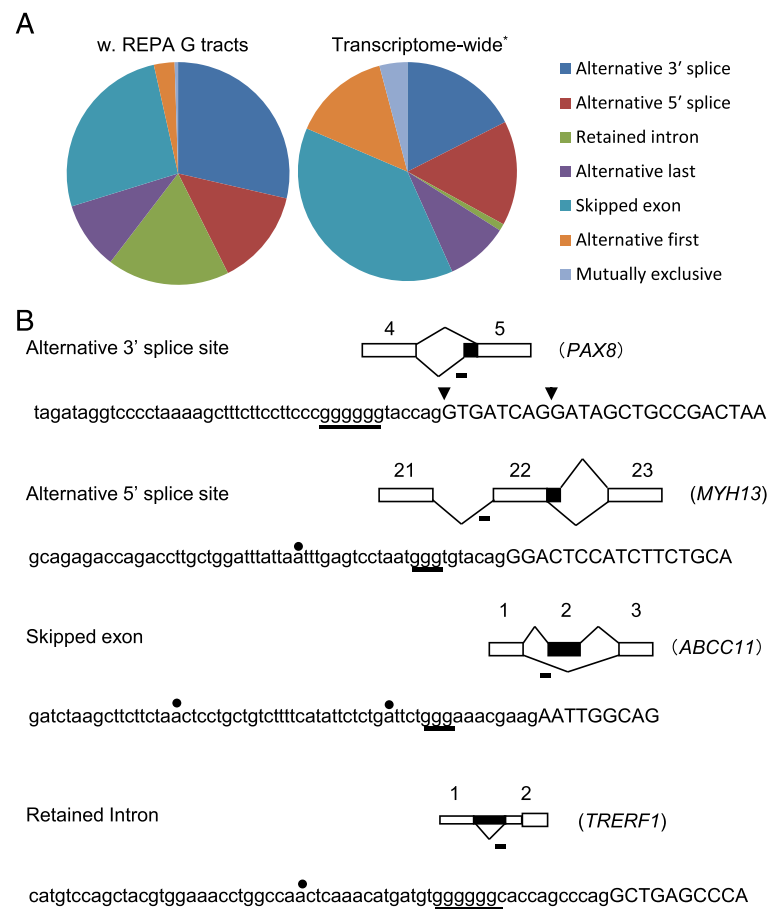 A
w. REPA G tracts
Transcriptome-wide*
Alternative 3′ splice
Alternative 5′ splice
Retained intron
Alternative last
Skipped exon
Alternative first
Mutually exclusive
B
Alternative 3’ splice site
4 5
(PAX8)
tagataggtcccctaaaagctttcttccttcccggggggtaccagGTGATCAGGATAGCTGCCGACTAA
Alternative 5’ splice site
21 22 23
(MYH13)
gcagagaccagaccttgctggatttattaatttgagtcctaatgggtgtacagGGACTCCATCTTCTGCA
Skipped exon
1 2 3
(ABCC11)
gatctaagcttcttctaactcctgctgtcttttcatattctctgattctgggaaacgaagAATTGGCAG
Retained Intron
1 2
(TRERF1)
catgtccagctacgtggaaacctggccaactcaaacatgatgtggggggcaccagcccagGCTGAGCCCA